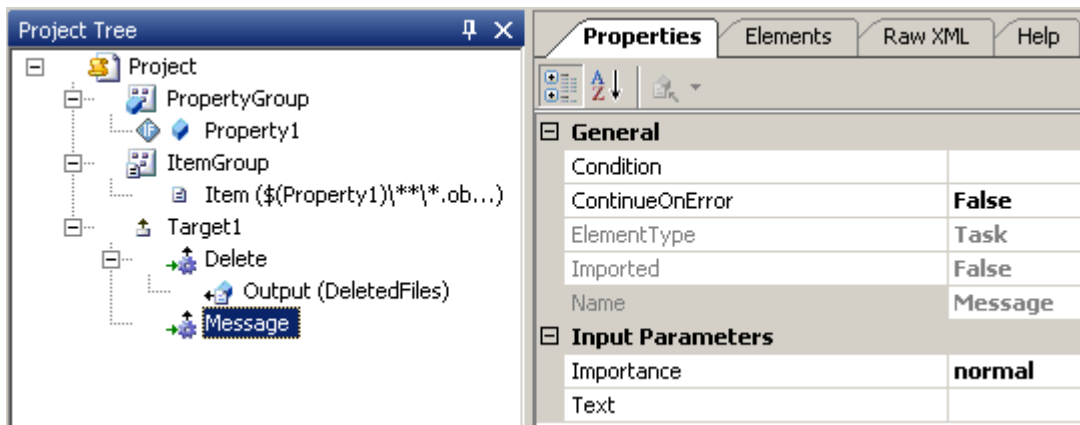 Project Tree
Project
PropertyGroup
Property1
ItemGroup
Item ($(Property1)\**\*.ob...)
Target1
Delete
Output (DeletedFiles)
Message
Properties Elements Raw XML Help
General
Condition
ContinueOnError False
ElementType Task
Imported False
Name Message
Input Parameters
Importance normal
Text